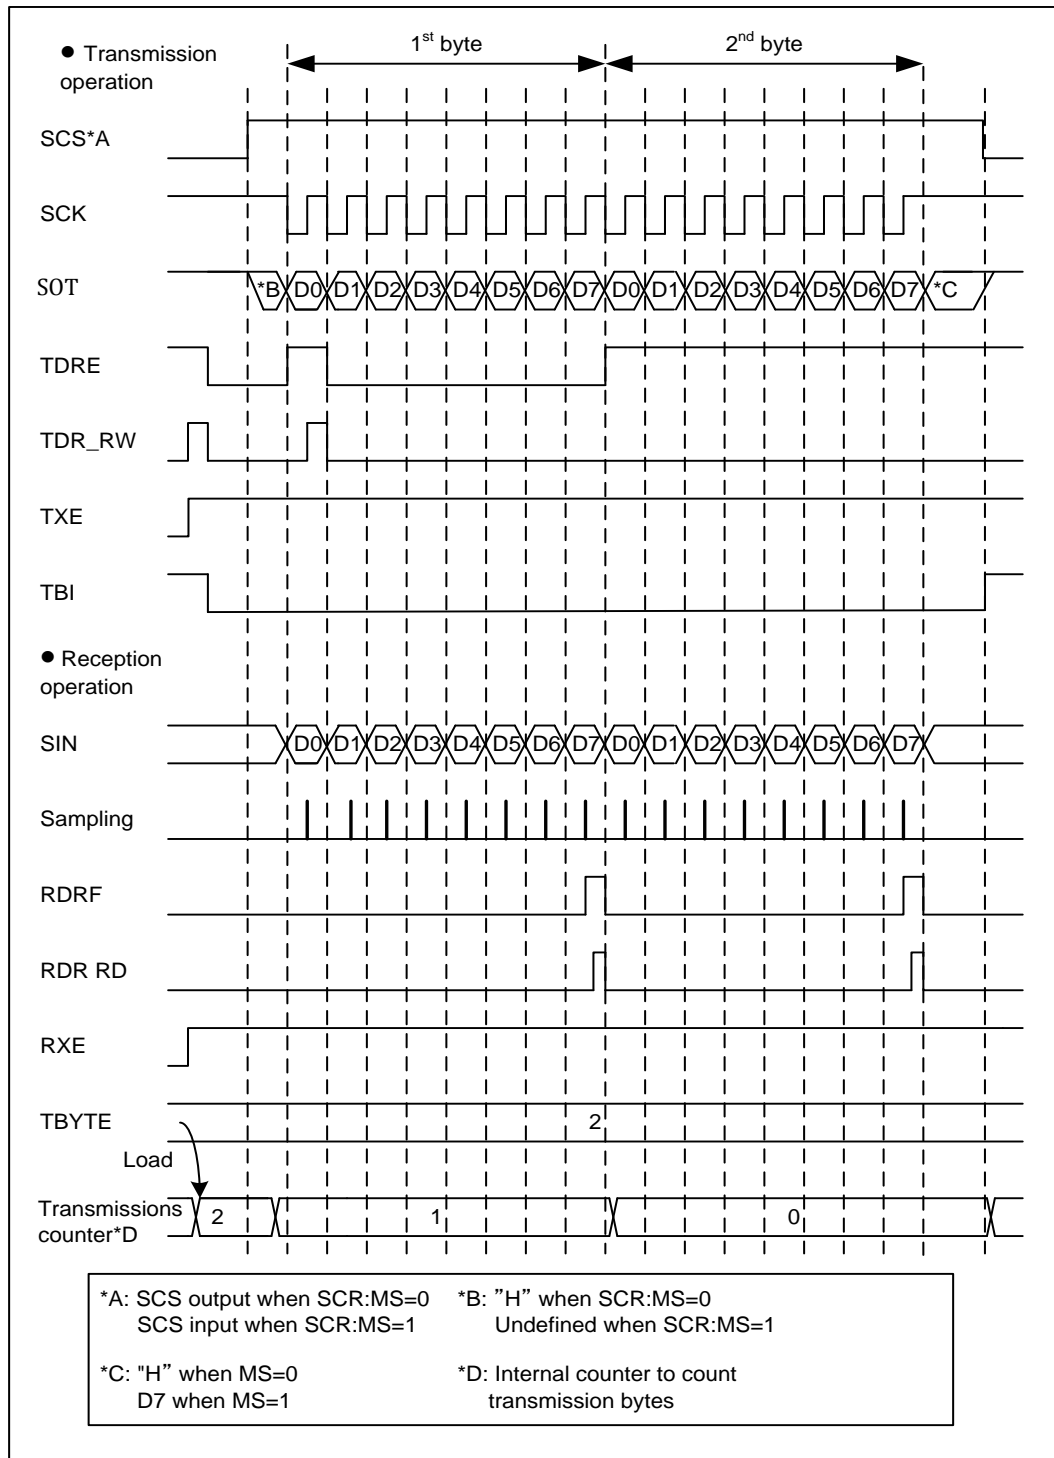 1st byte 2nd byte
● Transmission
operation
SCS*A
SCK
SOT *B D0 D1 D2 D3 D4 D5 D6 D7 D0 D1 D2 D3 D4 D5 D6 D7 *C
TDRE
TDR_RW
TXE
TBI
● Reception
operation
SIN D0 D1 D2 D3 D4 D5 D6 D7 D0 D1 D2 D3 D4 D5 D6 D7
Sampling
RDRF
RDR RD
RXE
TBYTE 2
Load
Transmissions
counter*D 2 1 0
*A: SCS output when SCR:MS=0
SCS input when SCR:MS=1
*B: ”H” when SCR:MS=0
Undefined when SCR:MS=1
*C: "H” when MS=0
D7 when MS=1
*D: Internal counter to count
transmission bytes